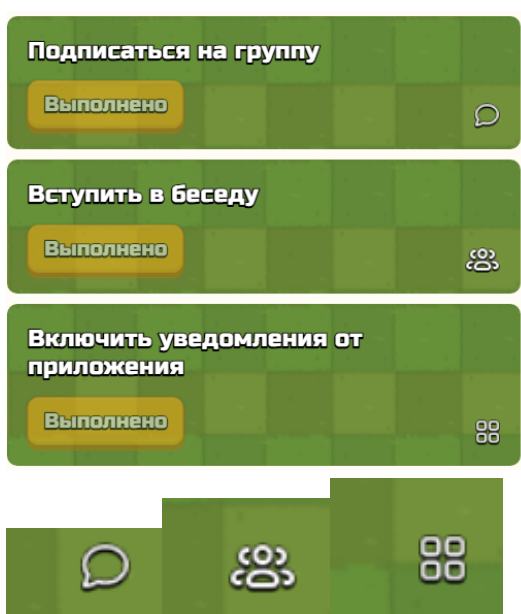 Подписаться на группу
Выполнено
Вступить в беседу
Выполнено
Включить уведомления от
приложения
Выполнено